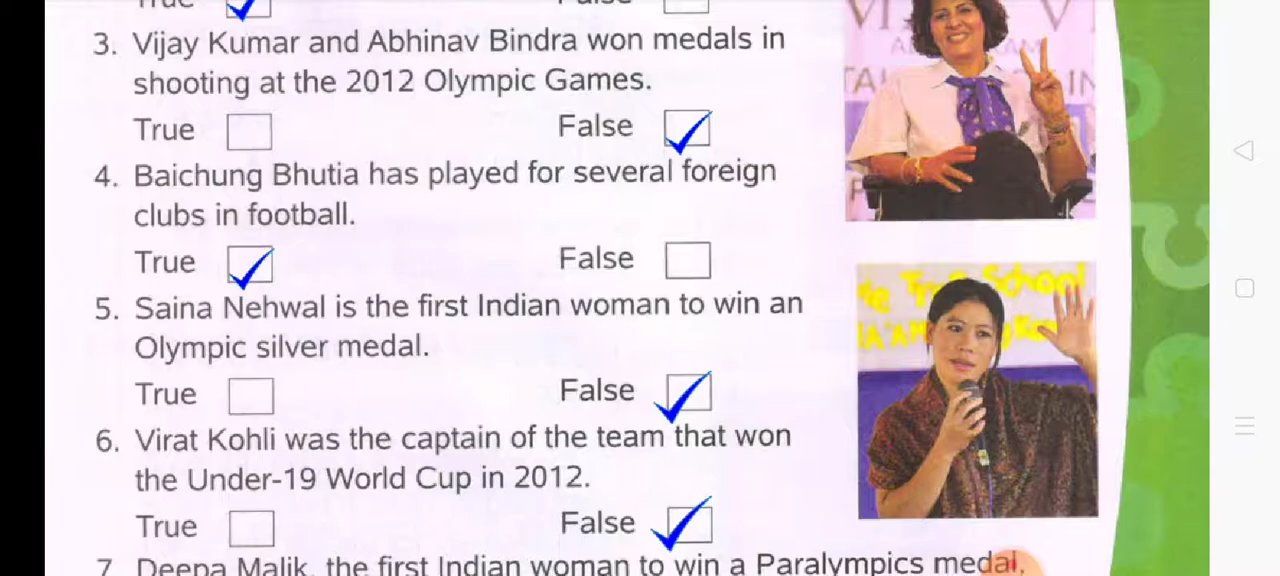 True False
3. Vijay Kumar and Abhinav Bindra won medals in
shooting at the 2012 Olympic Games.
True False
4. Baichung Bhutia has played for several foreign
clubs in football.
True False
5. Saina Nehwal is the first Indian woman to win an
Olympic silver medal.
True False
6. Virat Kohli was the captain of the team that won
the Under-19 World Cup in 2012.
True False
7 Deepa Malik, the first Indian woman to win a Paralympics medal,
School